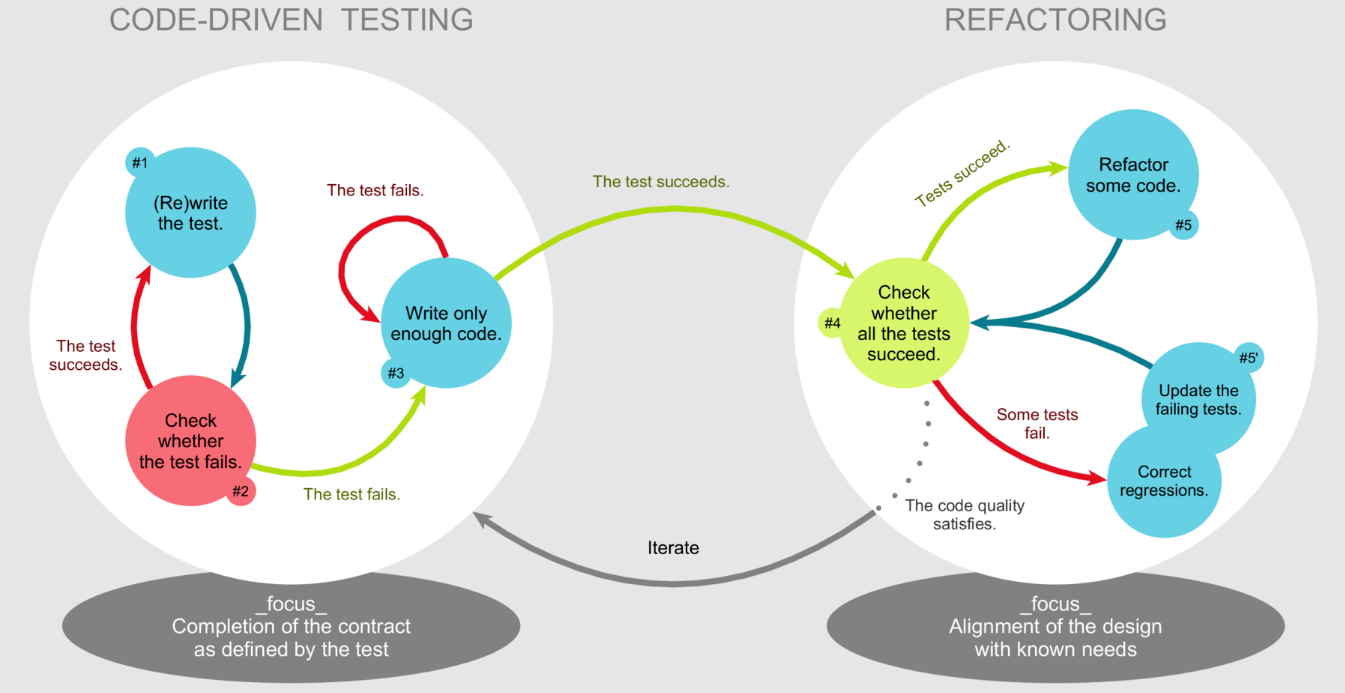 CODE-DRIVEN TESTING
REFACTORING
#1
(Re)write
the test.
The test
succeeds.
Check
whether
the test fails.
#2
The test fails.
The test fails.
Write only
enough code.
#3
The test succeeds.
#4
Check
whether
all the tests
succeed.
Tests succeed.
Refactor
some code.
#5
#5'
Update the
failing tests.
Some tests
fail.
Correct
regressions.
The code quality
satisfies.
Iterate
_focus_
Completion of the contract
as defined by the test
_focus_
Alignment of the design
with known needs